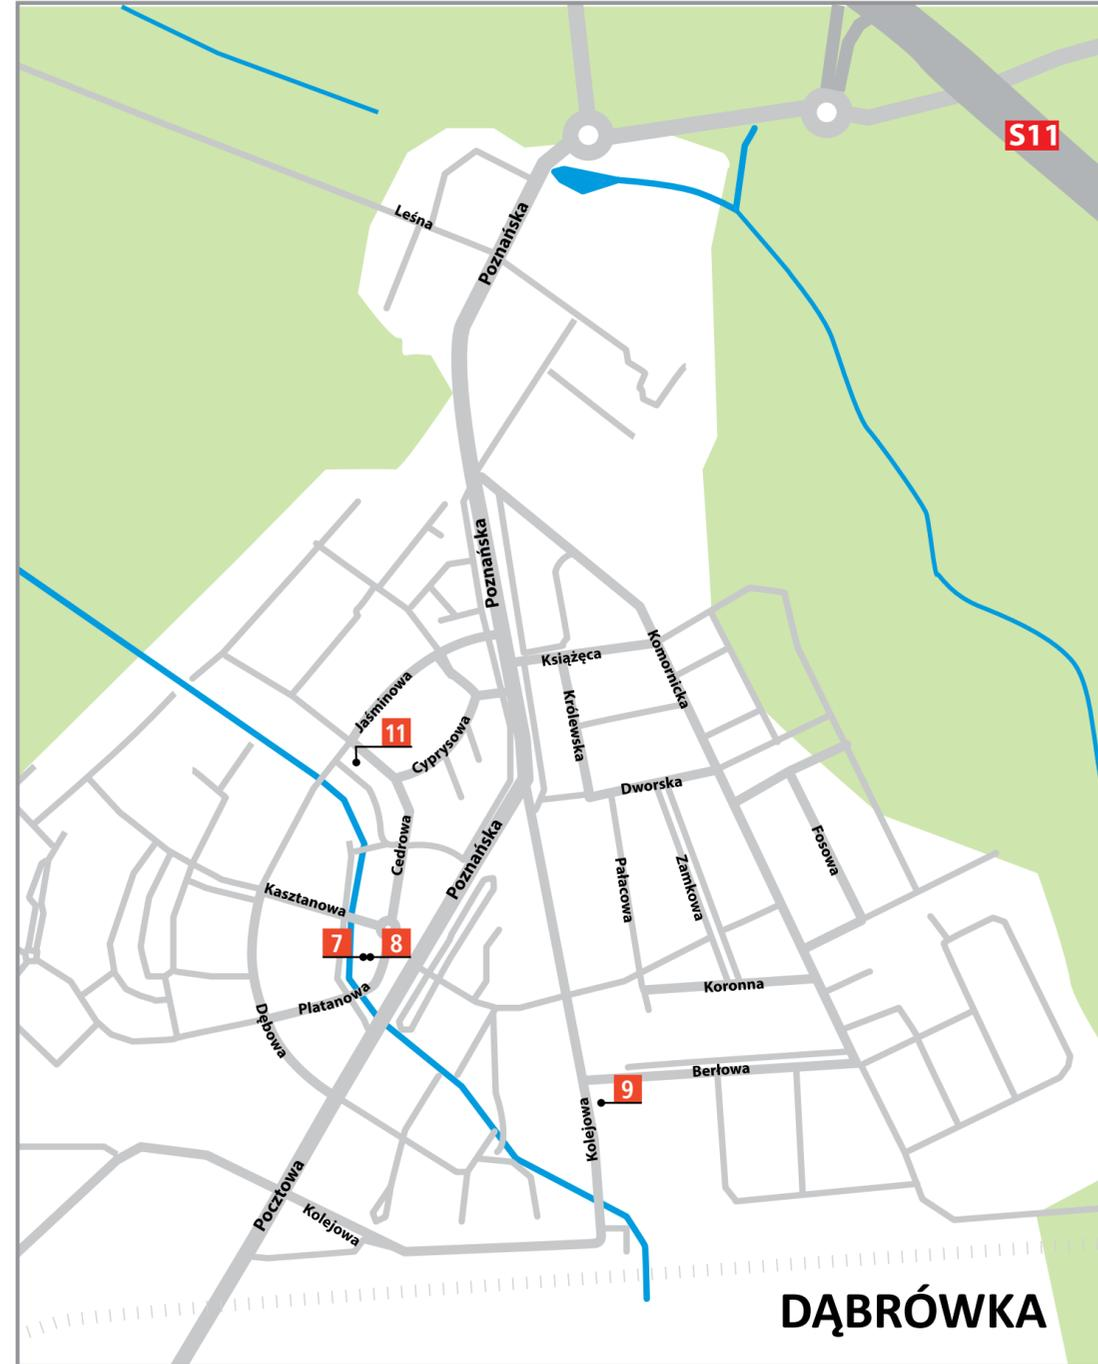 S11
Leśna
Poznańska
Poznańska
Książęca
Komornicka
Jaśminowa
Królewska
11
Cyprysowa
Dworska
Cedrowa
Poznańska
Fosowa
Pałacowa
Zamkowa
Kasztanowa
7
8
Koronna
Platanowa
Dębowa
Berłowa
9
Kolejowa
Pocztowa
Kolejowa
DĄBRÓWKA